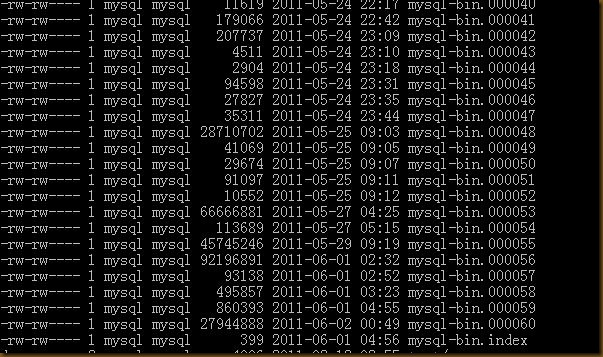 -rw-rw---- 1 mysql mysql    11619 2011-05-24 22:17 mysql-bin.000040
-rw-rw---- 1 mysql mysql   179066 2011-05-24 22:42 mysql-bin.000041
-rw-rw---- 1 mysql mysql   207737 2011-05-24 23:09 mysql-bin.000042
-rw-rw---- 1 mysql mysql     4511 2011-05-24 23:10 mysql-bin.000043
-rw-rw---- 1 mysql mysql     2904 2011-05-24 23:18 mysql-bin.000044
-rw-rw---- 1 mysql mysql    94598 2011-05-24 23:31 mysql-bin.000045
-rw-rw---- 1 mysql mysql    27827 2011-05-24 23:35 mysql-bin.000046
-rw-rw---- 1 mysql mysql    35311 2011-05-24 23:44 mysql-bin.000047
-rw-rw---- 1 mysql mysql 28710702 2011-05-25 09:03 mysql-bin.000048
-rw-rw---- 1 mysql mysql    41069 2011-05-25 09:05 mysql-bin.000049
-rw-rw---- 1 mysql mysql    29674 2011-05-25 09:07 mysql-bin.000050
-rw-rw---- 1 mysql mysql    91097 2011-05-25 09:11 mysql-bin.000051
-rw-rw---- 1 mysql mysql    10552 2011-05-25 09:12 mysql-bin.000052
-rw-rw---- 1 mysql mysql 66666881 2011-05-27 04:25 mysql-bin.000053
-rw-rw---- 1 mysql mysql   113689 2011-05-27 05:15 mysql-bin.000054
-rw-rw---- 1 mysql mysql 45745246 2011-05-29 09:19 mysql-bin.000055
-rw-rw---- 1 mysql mysql 92196891 2011-06-01 02:32 mysql-bin.000056
-rw-rw---- 1 mysql mysql    93138 2011-06-01 02:52 mysql-bin.000057
-rw-rw---- 1 mysql mysql   495857 2011-06-01 03:23 mysql-bin.000058
-rw-rw---- 1 mysql mysql   860393 2011-06-01 04:55 mysql-bin.000059
-rw-rw---- 1 mysql mysql 27944888 2011-06-02 00:49 mysql-bin.000060
-rw-rw---- 1 mysql mysql      399 2011-06-01 04:56 mysql-bin.index